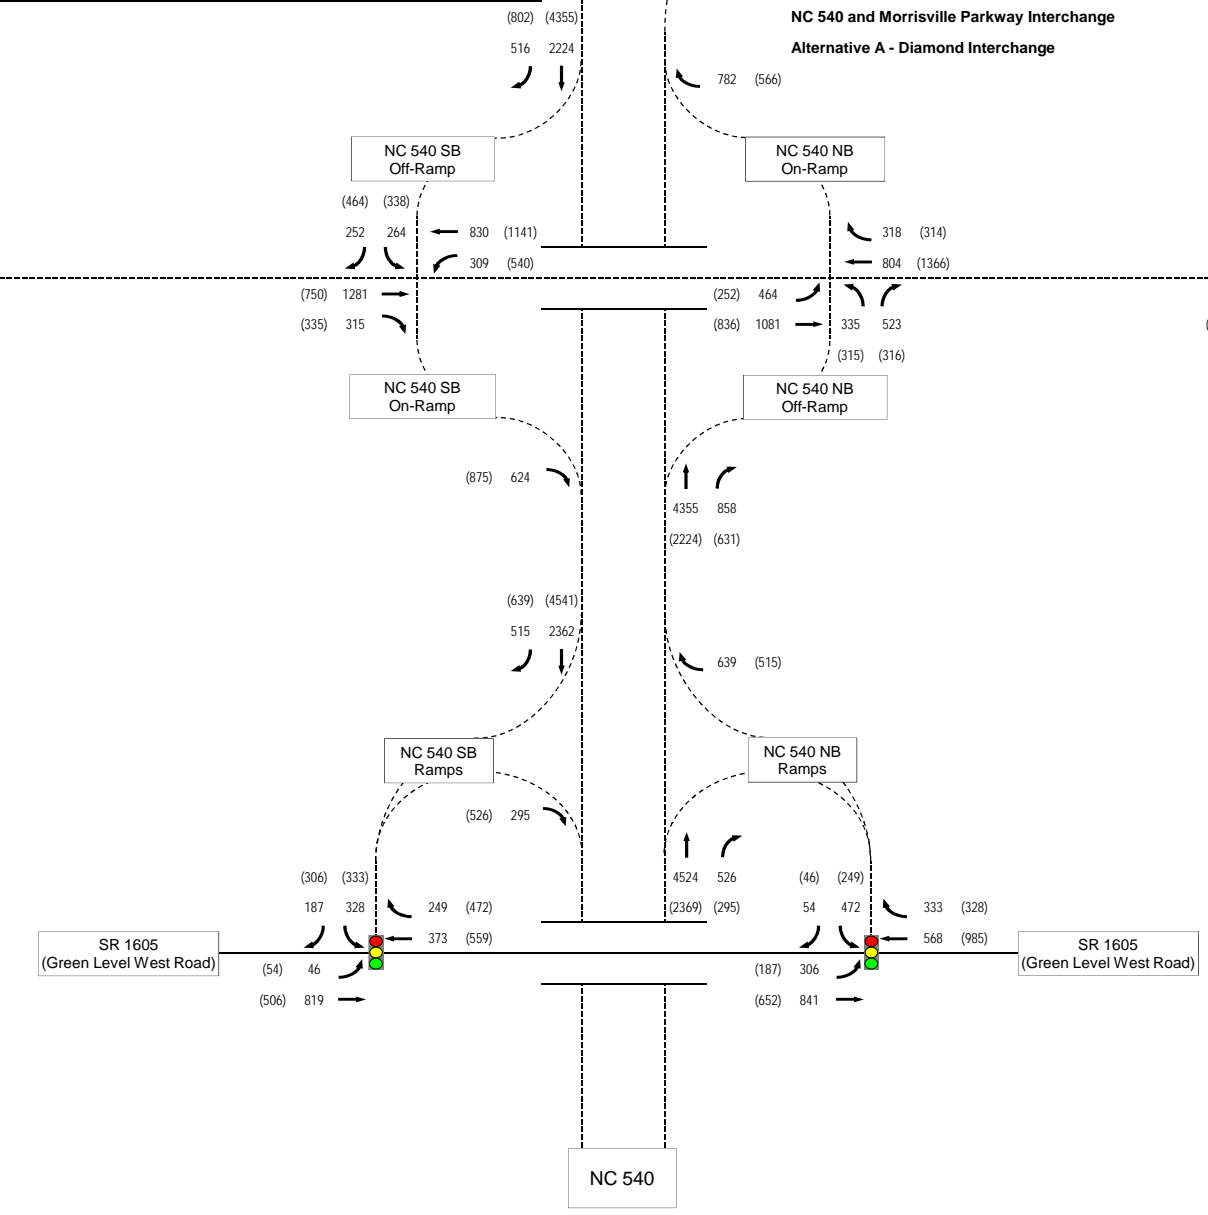 (802) (4355)
NC 540 and Morrisville Parkway Interchange
516 2224
Alternative A - Diamond Interchange
782 (566)
NC 540 SB
Off-Ramp
NC 540 NB
On-Ramp
(464) (338)
252 264
830 (1141)
318 (314)
309 (540)
804 (1366)
(750) 1281
(252) 464
(335) 315
(836) 1081
335 523
(315) (316)
NC 540 SB
On-Ramp
NC 540 NB
Off-Ramp
(875) 624
4355 858
(2224) (631)
(639) (4541)
515 2362
639 (515)
NC 540 SB
Ramps
NC 540 NB
Ramps
(526) 295
4524 526
(2369) (295)
(306) (333)
187 328
249 (472)
373 (559)
(46) (249)
54 472
333 (328)
568 (985)
SR 1605
(Green Level West Road)
SR 1605
(Green Level West Road)
(54) 46
(506) 819
(187) 306
(652) 841
NC 540